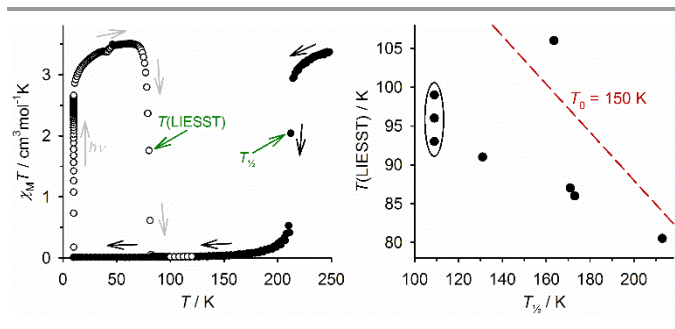 χMT / cm³mol⁻¹K
4
3
2
1
0
hν
T(LIESST)
T½
0 50 100 150 200 250
T / K
T(LIESST) / K
105
100
95
90
85
80
T0 = 150 K
100 120 140 160 180 200
T½ / K